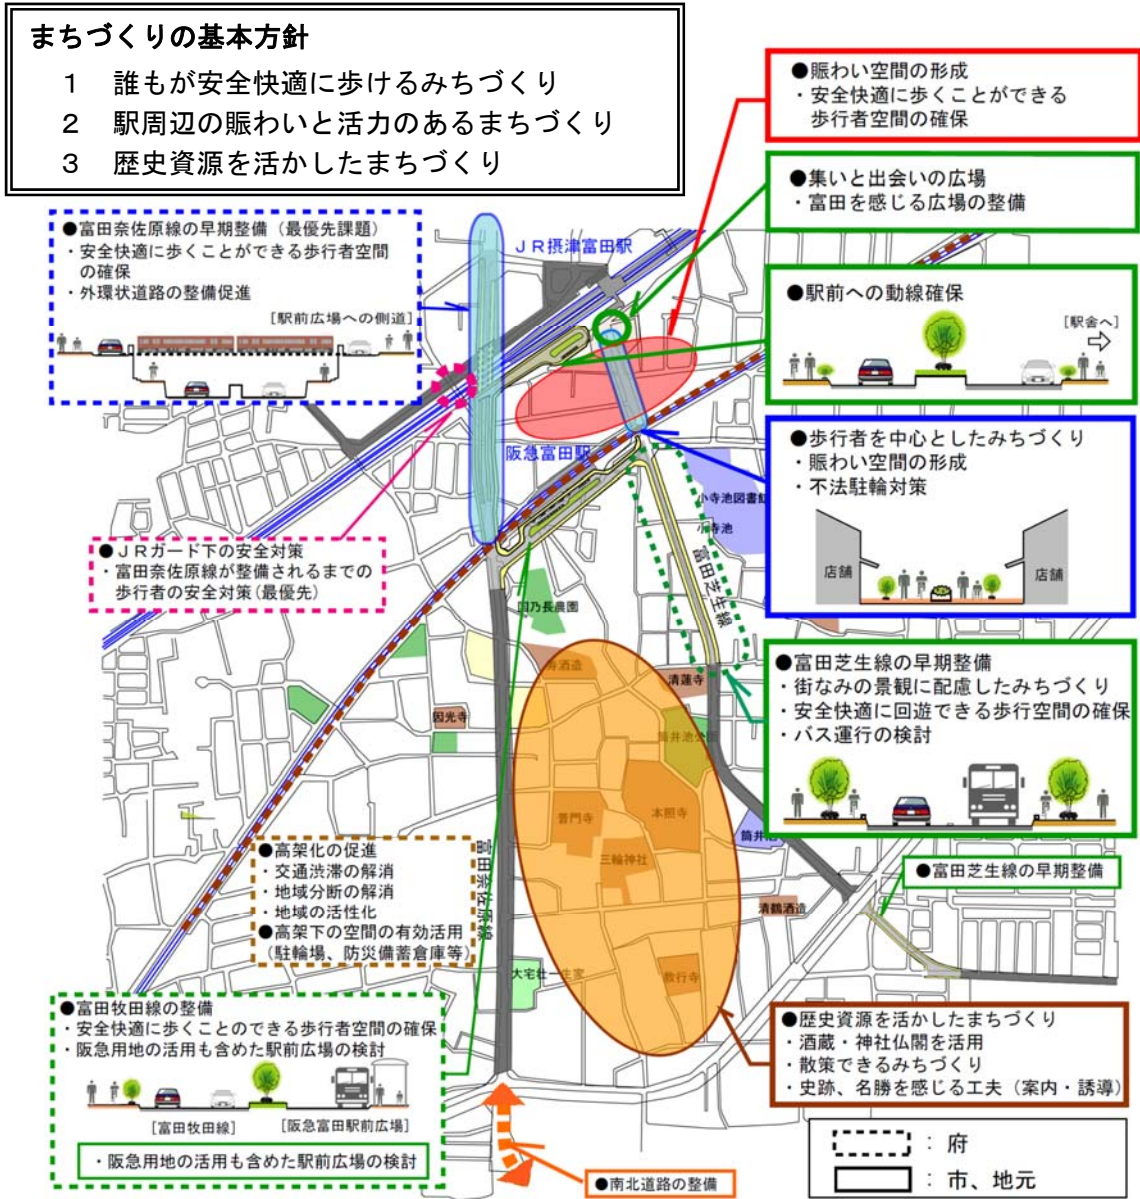 まちづくりの基本方針
1 誰もが安全快適に歩けるみちづくり
2 駅周辺の賑わいと活力のあるまちづくり
3 歴史資源を活かしたまちづくり
●賑わい空間の形成
・安全快適に歩くことができる
歩行者空間の確保
●集いと出会いの広場
・富田を感じる広場の整備
●富田奈佐原線の早期整備（最優先課題）
・安全快適に歩くことができる歩行者空間
の確保
・外環状道路の整備促進
[駅前広場への側道]
ＪＲ摂津富田駅
●駅前への動線確保
[駅舎へ]
阪急富田駅
●歩行者を中心としたみちづくり
・賑わい空間の形成
・不法駐輪対策
店舗
店舗
小寺池図書館
小寺池
富田芝生線
●ＪＲガード下の安全対策
・富田奈佐原線が整備されるまでの
歩行者の安全対策(最優先)
寿酒造
清蓮寺
因光寺
筒井池公園
●富田芝生線の早期整備
・街なみの景観に配慮したみちづくり
・安全快適に回遊できる歩行空間の確保
・バス運行の検討
普門寺
本照寺
三輪神社
富田奈佐原線
●高架化の促進
・交通渋滞の解消
・地域分断の解消
・地域の活性化
●高架下の空間の有効活用
（駐輪場、防災備蓄倉庫等）
●富田芝生線の早期整備
清鶴酒造
大宅壮一生家
教行寺
●富田牧田線の整備
・安全快適に歩くことのできる歩行者空間の確保
・阪急用地の活用も含めた駅前広場の検討
[富田牧田線]
[阪急富田駅前広場]
・阪急用地の活用も含めた駅前広場の検討
●歴史資源を活かしたまちづくり
・酒蔵・神社仏閣を活用
・散策できるみちづくり
・史跡、名勝を感じる工夫（案内・誘導）
●南北道路の整備
：府
：市、地元